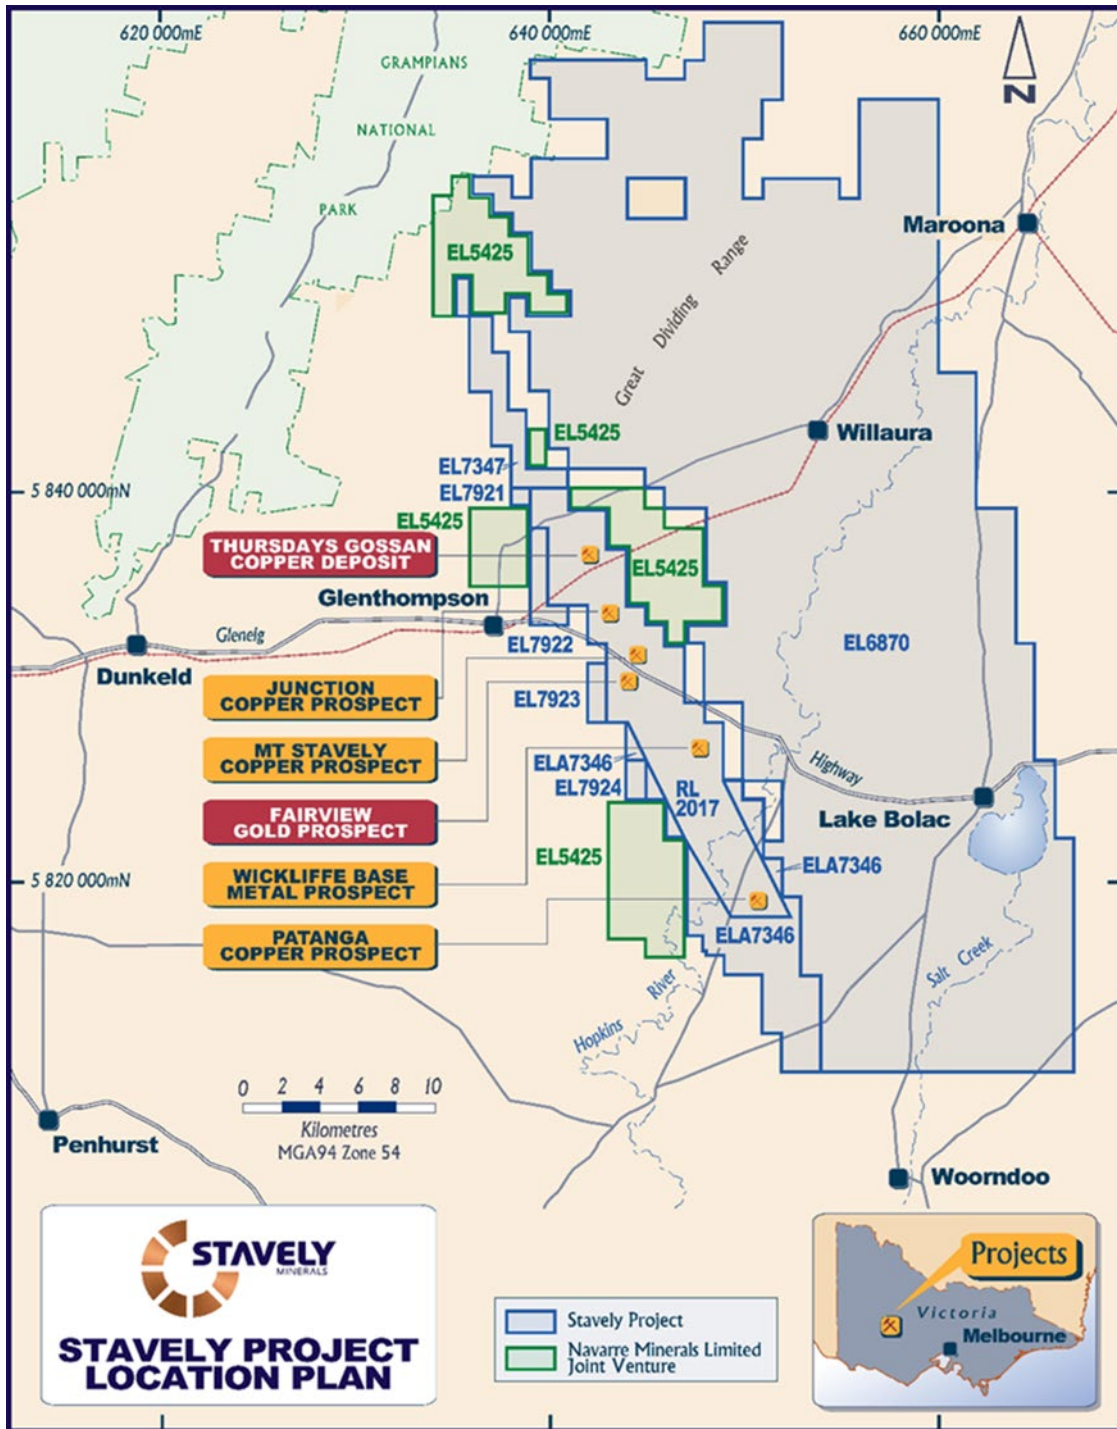 620 000mE
640 000mE
660 000mE
GRAMPIANS
NATIONAL
PARK
N
Maroona
EL5425
Great Dividing Range
EL5425
Willaura
EL7347
EL7921
5 840 000mN
EL5425
THURSDAYS GOSSAN
COPPER DEPOSIT
EL5425
Glenthompson
Glenelg
EL7922
EL6870
Dunkeld
JUNCTION
COPPER PROSPECT
EL7923
MT STAVELY
COPPER PROSPECT
ELA7346
EL7924
RL
2017
Highway
Lake Bolac
FAIRVIEW
GOLD PROSPECT
EL5425
ELA7346
WICKLIFFE BASE
METAL PROSPECT
5 820 000mN
PATANGA
COPPER PROSPECT
ELA7346
Salt Creek
Hopkins River
0 2 4 6 8 10
Kilometres
MGA94 Zone 54
Penhurst
Woorndoo
STAVELY
MINERALS
STAVELY PROJECT
LOCATION PLAN
Stavely Project
Navarre Minerals Limited
Joint Venture
Projects
Victoria
Melbourne